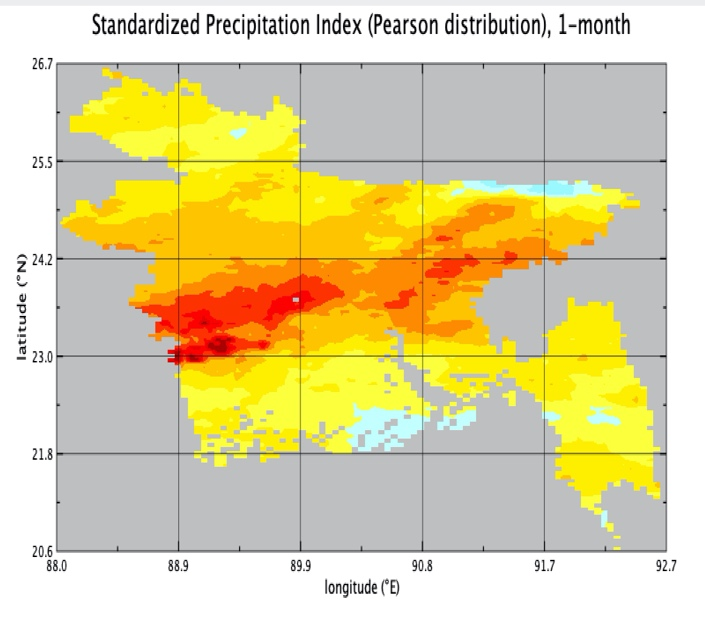 Standardized Precipitation Index (Pearson distribution), 1-month
26.7
25.5
24.2
23.0
21.8
20.6
latitude (°N)
88.0 88.9 89.9 90.8 91.7 92.7
longitude (°E)